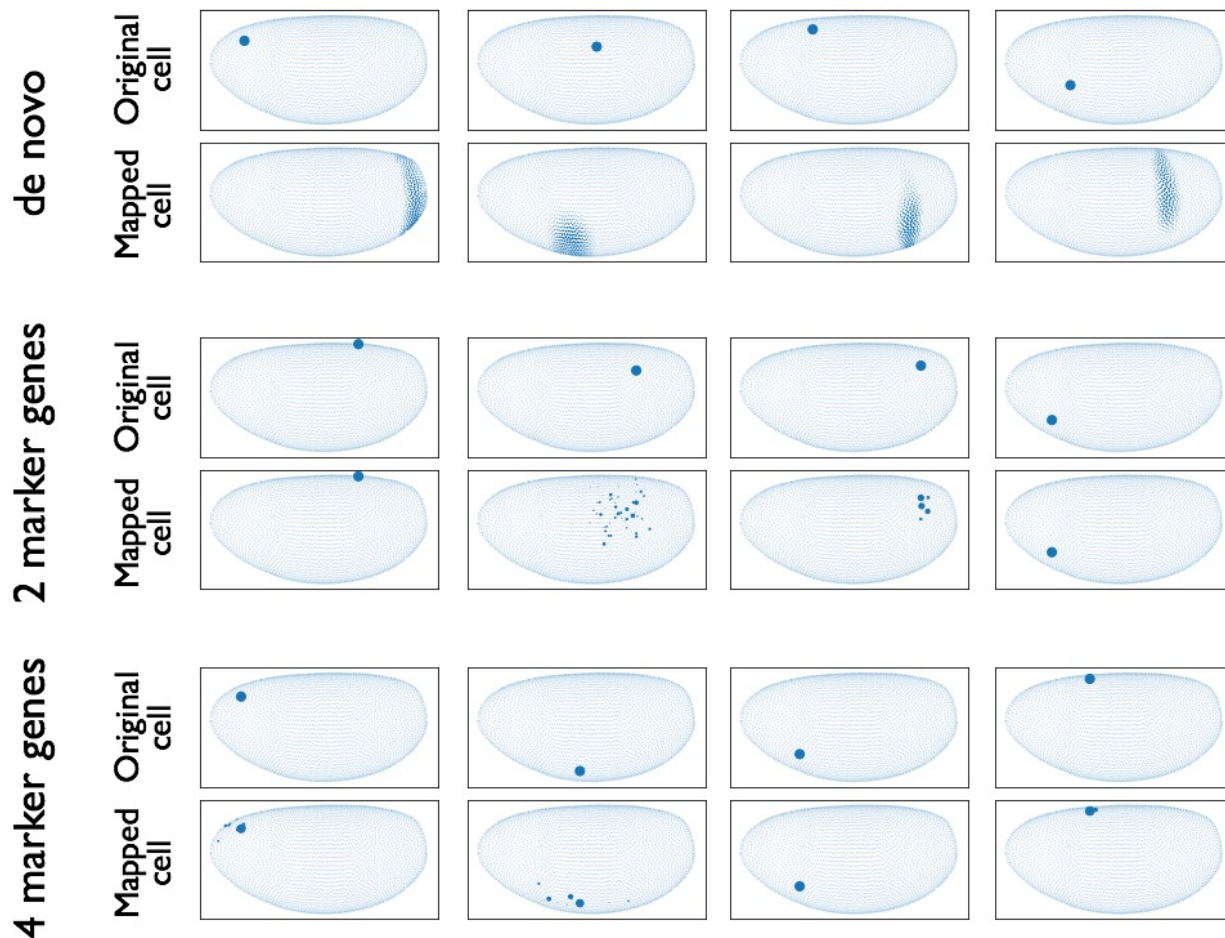 de novo
Original
cell
Mapped
cell
2 marker genes
Original
cell
Mapped
cell
4 marker genes
Original
cell
Mapped
cell